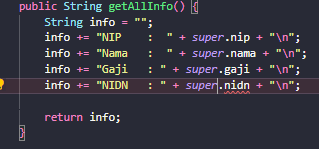 public String getAllInfo() {
String info = "";
info += "NIP : " + super.nip + "\n";
info += "Nama : " + super.nama + "\n";
info += "Gaji : " + super.gaji + "\n";
info += "NIDN : " + super.nidn + "\n";
return info;
}